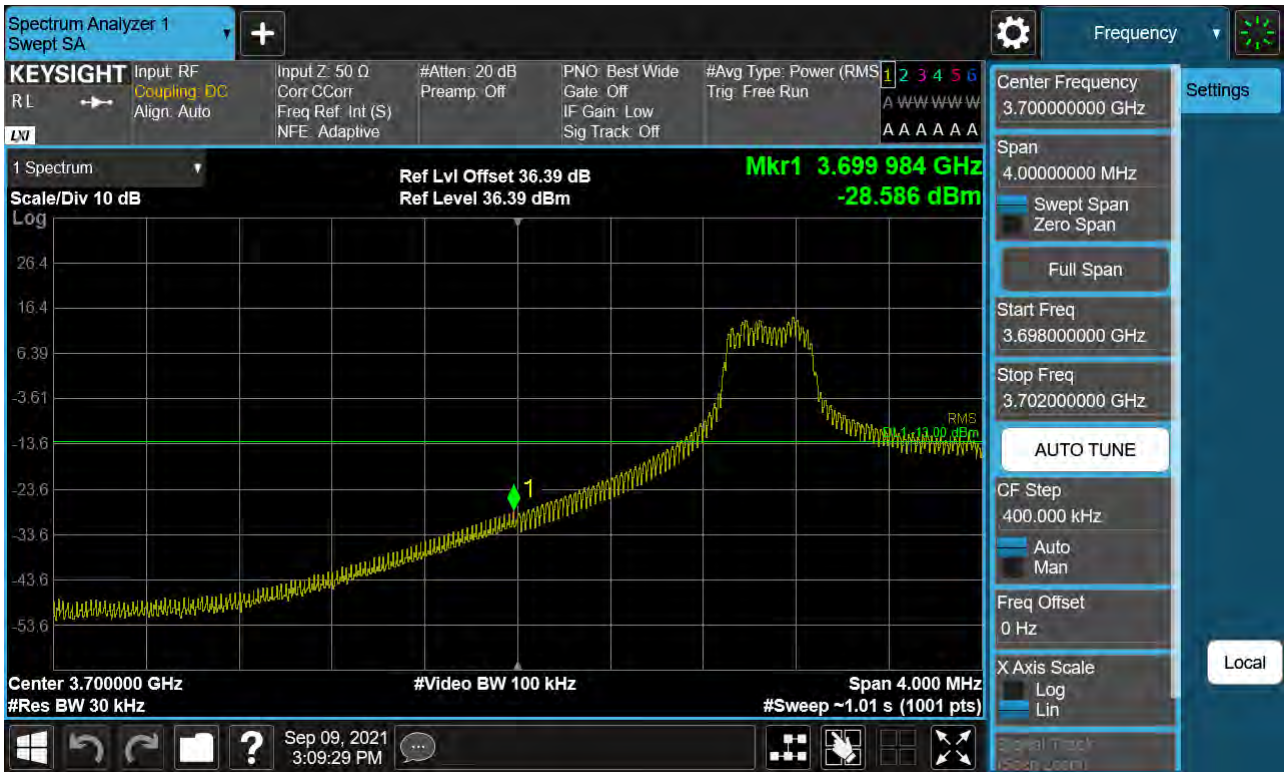 Spectrum Analyzer 1
Swept SA
Frequency
KEYSIGHT
RL
LXI
Input: RF
Coupling: DC
Align: Auto
Input Z: 50 Ω
Corr CCorr
Freq Ref: Int (S)
NFE: Adaptive
#Atten: 20 dB
Preamp: Off
PNO: Best Wide
Gate: Off
IF Gain: Low
Sig Track: Off
#Avg Type: Power (RMS
Trig: Free Run
1 2 3 4 5 6
A W W W W W
A A A A A A
1 Spectrum
Scale/Div 10 dB
Log
Ref Lvl Offset 36.39 dB
Ref Level 36.39 dBm
Mkr1 3.699 984 GHz
-28.586 dBm
26.4
16.4
6.39
-3.61
-13.6
-23.6
-33.6
-43.6
-53.6
1
RMS
DL1 -13.00 dBm
Center 3.700000 GHz
#Res BW 30 kHz
#Video BW 100 kHz
Span 4.000 MHz
#Sweep ~1.01 s (1001 pts)
Sep 09, 2021
3:09:29 PM
Center Frequency
3.700000000 GHz
Span
4.00000000 MHz
Swept Span
Zero Span
Full Span
Start Freq
3.698000000 GHz
Stop Freq
3.702000000 GHz
AUTO TUNE
CF Step
400.000 kHz
Auto
Man
Freq Offset
0 Hz
X Axis Scale
Log
Lin
Signal Track
(Span Zoom)
Settings
Local